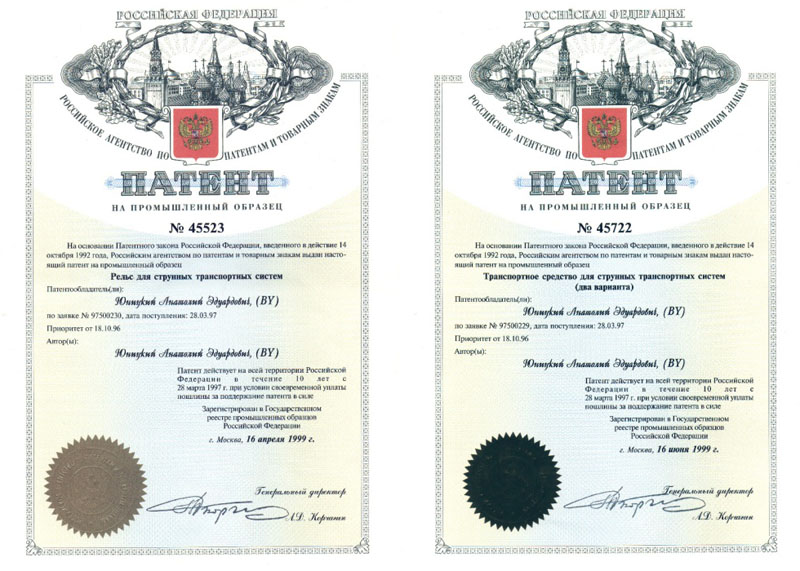 РОССИЙСКАЯ ФЕДЕРАЦИЯ
РОССИЙСКОЕ АГЕНТСТВО ПО ПАТЕНТАМ И ТОВАРНЫМ ЗНАКАМ
ПАТЕНТ
НА ПРОМЫШЛЕННЫЙ ОБРАЗЕЦ
№ 45523
На основании Патентного закона Российской Федерации, введенного в действие 14
октября 1992 года, Российским агентством по патентам и товарным знакам выдан насто-
ящий патент на промышленный образец
Рельс для струнных транспортных систем
Патентообладатель(ли):
Юницкий Анатолий Эдуардовиі, (BY)
по заявке № 97500230, дата поступления: 28.03.97
Приоритет от 18.10.96
Автор(ы):
Юницкий Анатолий Эдуардовиі, (BY)
Патент действует на всей территории Российской
Федерации в течение 10 лет с
28 марта 1997 г. при условии своевременной уплаты
пошлины за поддержание патента в силе
Зарегистрирован в Государственном
реестре промышленных образцов
Российской Федерации
г. Москва, 16 апреля 1999 г.
Генеральный директор
А.Д. Корчагин
РОССИЙСКАЯ ФЕДЕРАЦИЯ
РОССИЙСКОЕ АГЕНТСТВО ПО ПАТЕНТАМ И ТОВАРНЫМ ЗНАКАМ
ПАТЕНТ
НА ПРОМЫШЛЕННЫЙ ОБРАЗЕЦ
№ 45722
На основании Патентного закона Российской Федерации, введенного в действие 14
октября 1992 года, Российским агентством по патентам и товарным знакам выдан насто-
ящий патент на промышленный образец
Транспортное средство для струнных транспортных систем
(два варианта)
Патентообладатель(ли):
Юницкий Анатолий Эдуардовиі, (BY)
по заявке № 97500229, дата поступления: 28.03.97
Приоритет от 18.10.96
Автор(ы):
Юницкий Анатолий Эдуардовиі, (BY)
Патент действует на всей территории Российской
Федерации в течение 10 лет с
28 марта 1997 г. при условии своевременной уплаты
пошлины за поддержание патента в силе
Зарегистрирован в Государственном
реестре промышленных образцов
Российской Федерации
г. Москва, 16 июня 1999 г.
Генеральный директор
А.Д. Корчагин